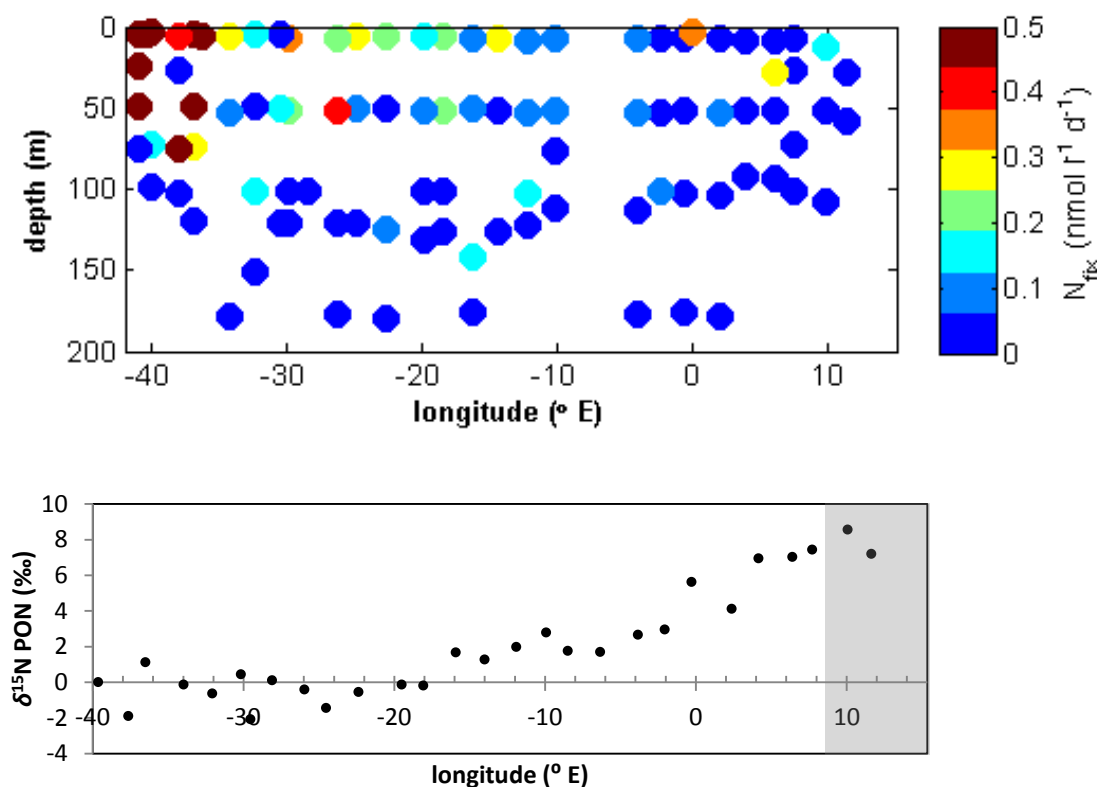 0
50
100
150
200
depth (m)
-40 -30 -20 -10 0 10
longitude (o E)
0.5
0.4
0.3
0.2
0.1
0
N_fix (nmol l^-1 d^-1)
10
8
6
4
2
0
-2
-4
δ¹⁵N PON (‰)
-40 -30 -20 -10 0 10
longitude (⁰ E)